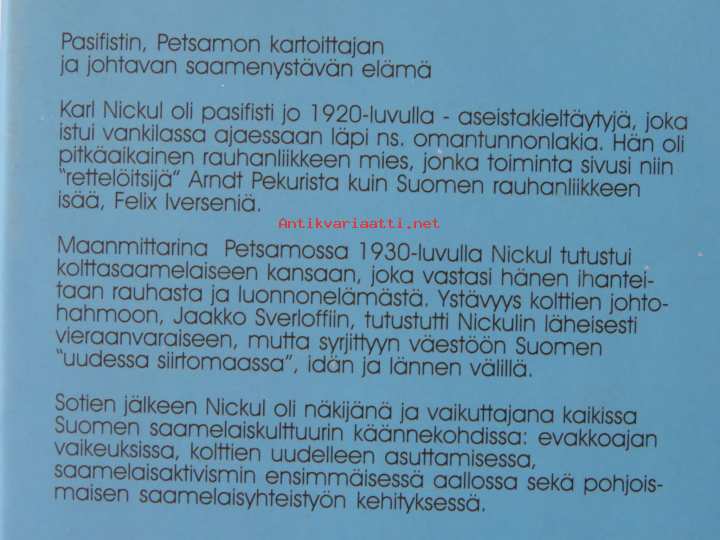 Pasifistin, Petsamon kartoittajan
ja johtavan saamenystävän elämä
Karl Nickul oli pasifisti jo 1920-luvulla - aseistakieltäytyjä, joka
istui vankilassa ajaessaan läpi ns. omantunnonlakia. Hän oli
pitkäaikainen rauhanliikkeen mies, jonka toiminta sivusi niin
"rettelöitsijä" Arndt Pekurista kuin Suomen rauhanliikkeen
isää, Felix Iverseniä.
Antikvariaatti.net
Maanmittarina Petsamossa 1930-luvulla Nickul tutustui
kolttasaamelaiseen kansaan, joka vastasi hänen ihantei-
taan rauhasta ja luonnonelämästä. Ystävyys kolttien johto-
hahmoon, Jaakko Sverloffiin, tutustutti Nickulin läheisesti
vieraanvaraiseen, mutta syrjittyyn väestöön Suomen
"uudessa siirtomaassa", idän ja lännen välillä.
Sotien jälkeen Nickul oli näkijänä ja vaikuttajana kaikissa
Suomen saamelaiskulttuurin käännekohdissa: evakkoajan
vaikeuksissa, kolttien uudelleen asuttamisessa,
saamelaisaktivismin ensimmäisessä aallossa sekä pohjois-
maisen saamelaisyhteistyön kehityksessä.